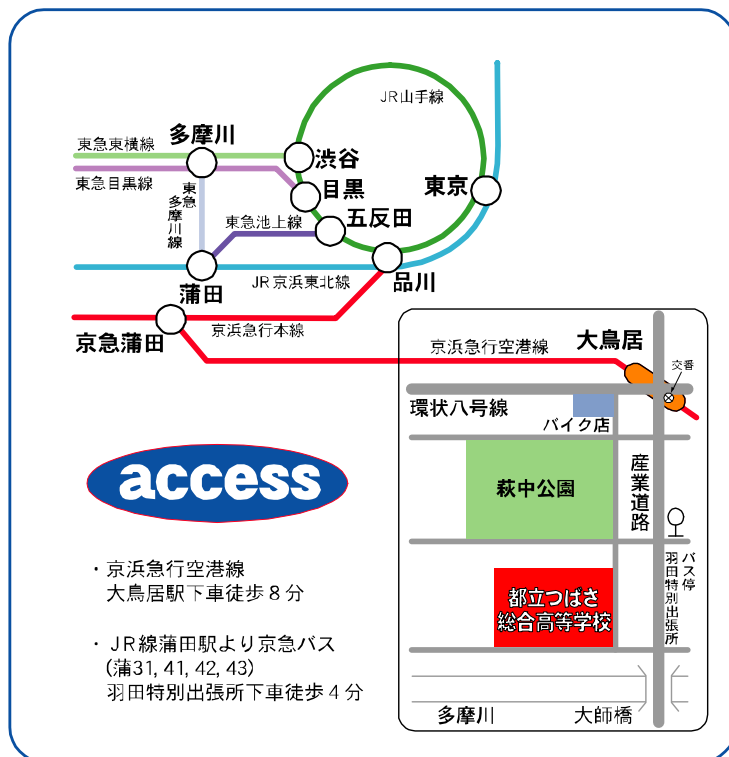 JR山手線
東急東横線
多摩川
渋谷
東急目黒線
目黒
東京
東急
多摩川線
東急池上線
五反田
JR京浜東北線
品川
蒲田
京急蒲田
京浜急行本線
京浜急行空港線
大鳥居
交番
環状八号線
バイク店
萩中公園
産業道路
バス停
羽田特別出張所
都立つばさ
総合高等学校
多摩川
大師橋
access
・京浜急行空港線
大鳥居駅下車徒歩8分
・JR線蒲田駅より京急バス
(蒲31, 41, 42, 43)
羽田特別出張所下車徒歩4分